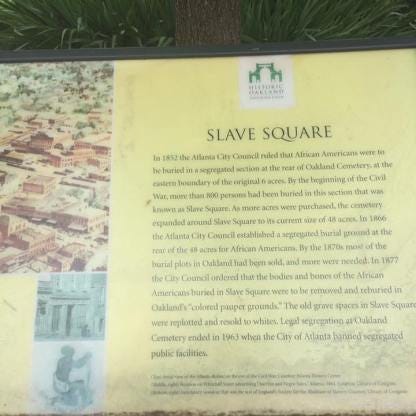 HISTORIC
OAKLAND
FOUNDATION
SLAVE SQUARE
In 1852 the Atlanta City Council ruled that African Americans were to
be buried in a segregated section at the rear of Oakland Cemetery, at the
eastern boundary of the original 6 acres. By the beginning of the Civil
War, more than 800 persons had been buried in this section that was
known as Slave Square. As more acres were purchased, the cemetery
expanded around Slave Square to its current size of 48 acres. In 1866
the Atlanta City Council established a segregated burial ground at the
rear of the 48 acres for African Americans. By the 1870s most of the
burial plots in Oakland had been sold, and more were needed. In 1877
the City Council ordered that the bodies and bones of the African
Americans buried in Slave Square were to be removed and reburied in
Oakland's "colored pauper grounds." The old grave spaces in Slave Square
were replotted and resold to whites. Legal segregation at Oakland
Cemetery ended in 1963 when the City of Atlanta banned segregated
public facilities.